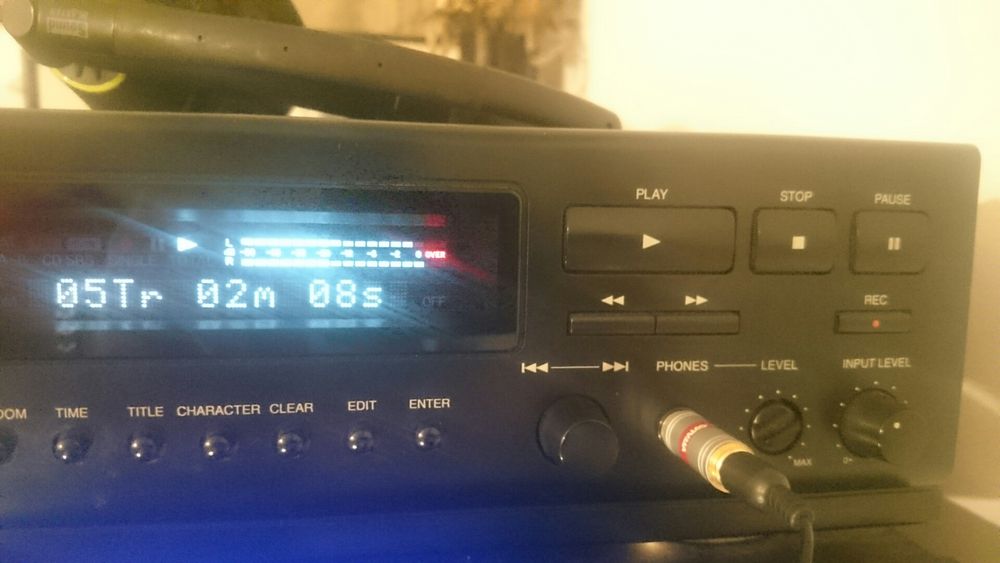 PLAY
STOP
PAUSE
L
dB
R
OVER
05Tr 02m 08s
OFF
REC
PHONES
LEVEL
INPUT LEVEL
TIME
TITLE
CHARACTER
CLEAR
EDIT
ENTER
MAX